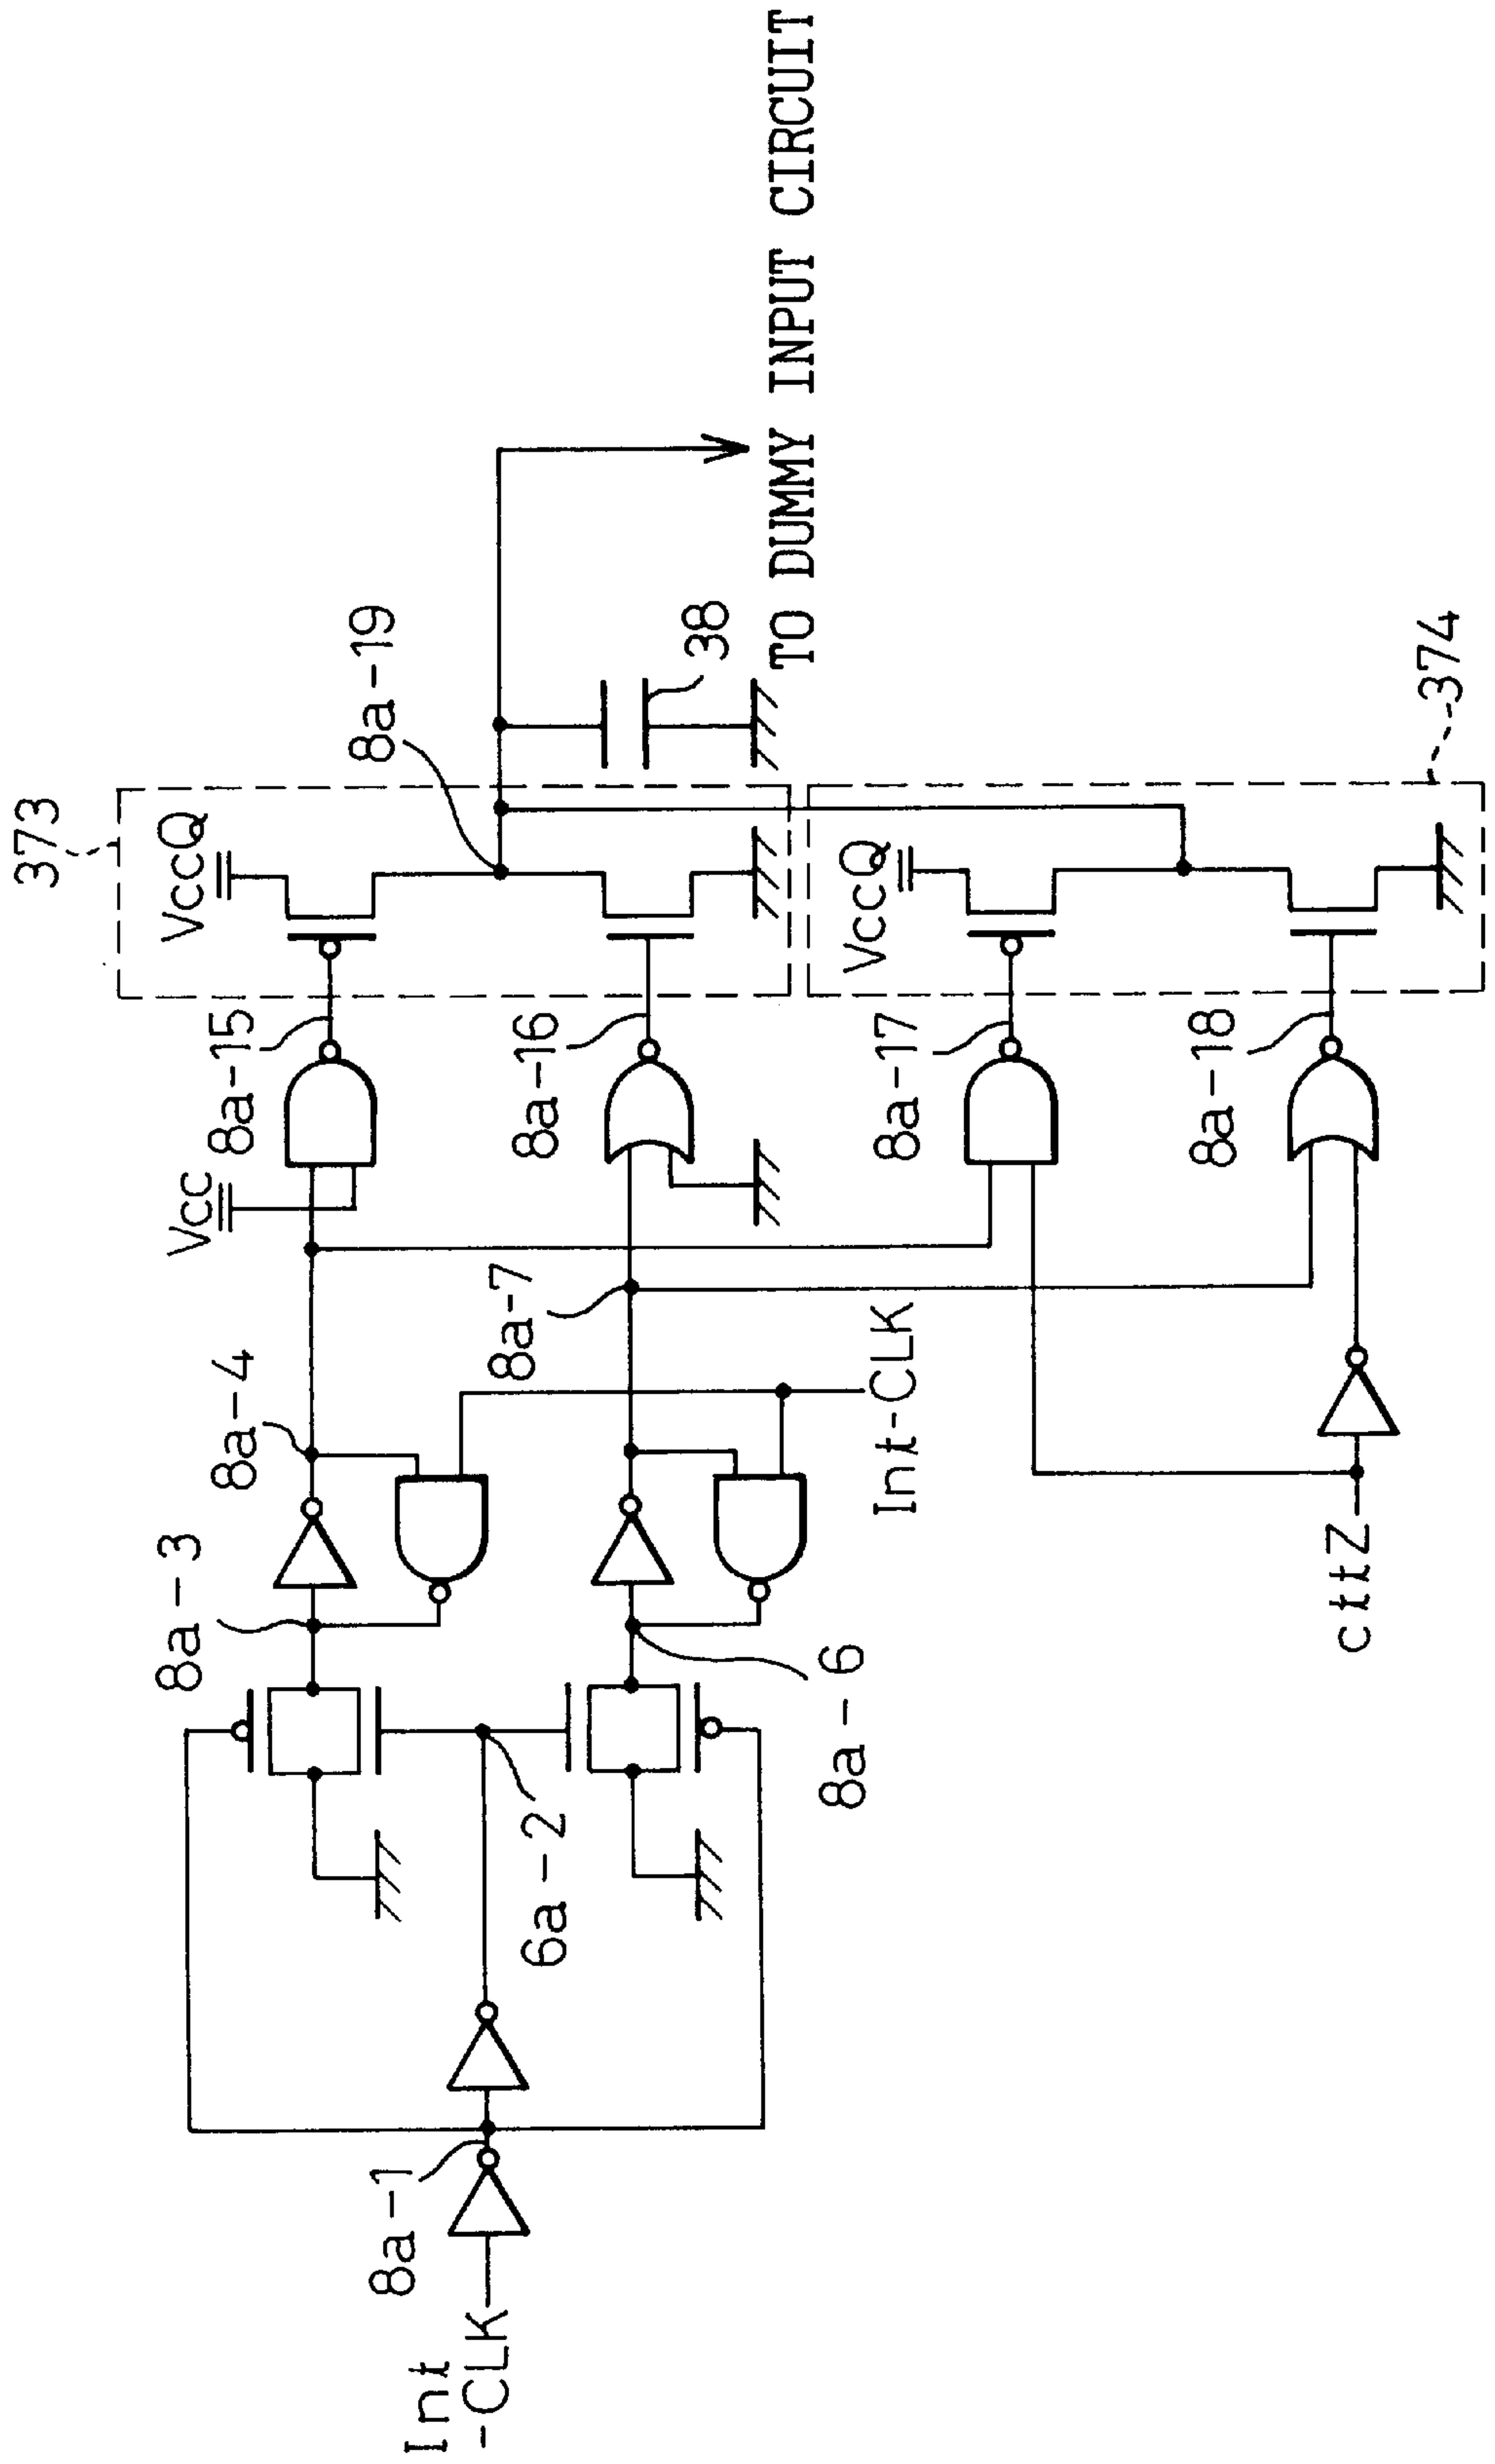 Int
-CLK
8a-1
6a-2
8a-3
8a-4
8a-6
8a-7
Int-CLK
cttZ
Vcc
8a-15
8a-16
8a-17
8a-18
373
VccQ
VccQ
8a-19
38
374
TO DUMMY INPUT CIRCUIT